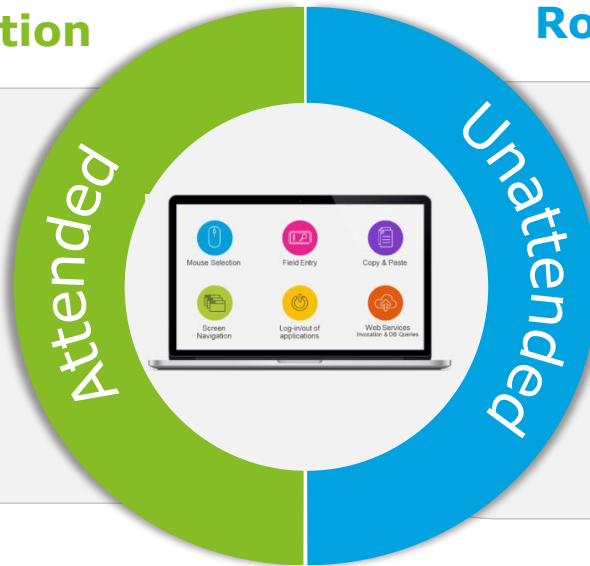 tion
Ro
Attended
Unattended
Mouse Selection
Field Entry
Copy & Paste
Screen
Navigation
Log-in/out of
applications
Web Services
Invocation & DB Queries